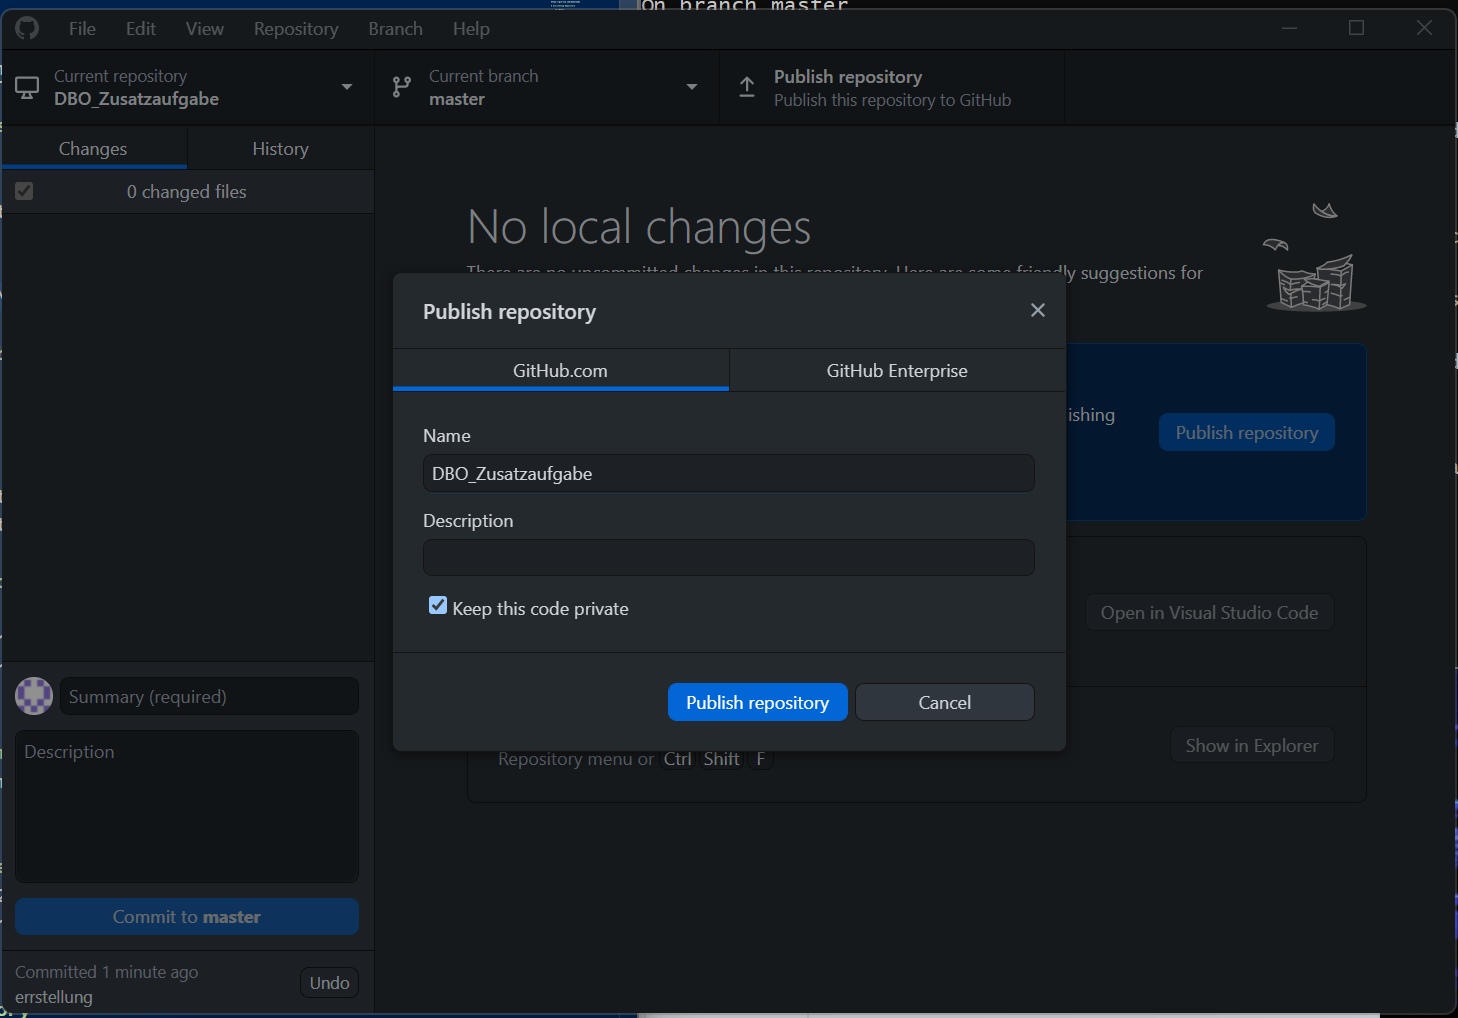 On branch master
File Edit View Repository Branch Help
Current repository
DBO_Zusatzaufgabe
Current branch
master
Publish repository
Publish this repository to GitHub
Changes
History
0 changed files
No local changes
There are no uncommitted changes in this repository. Here are some friendly suggestions for
Publish repository
GitHub.com
GitHub Enterprise
ishing
Publish repository
Name
DBO_Zusatzaufgabe
Description
Keep this code private
Open in Visual Studio Code
Publish repository
Cancel
Summary (required)
Description
Show in Explorer
Repository menu or Ctrl Shift F
Commit to master
Committed 1 minute ago
errstellung
Undo